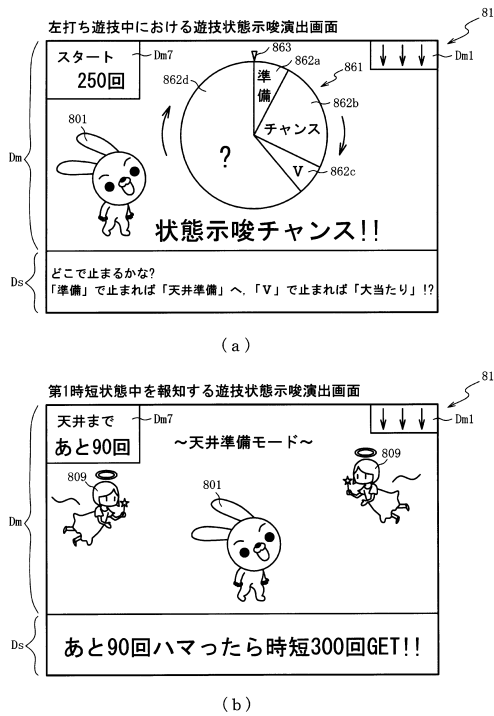 左打ち遊技中における遊技状態示唆演出画面
81
スタート
250回
Dm7
863
862a
861
Dm1
862d
準備
862b
チャンス
801
?
V
862c
Dm
状態示唆チャンス!!
Ds
どこで止まるかな?
「準備」で止まれば「天井準備」へ,「V」で止まれば「大当たり」!?
(a)
第1時短状態中を報知する遊技状態示唆演出画面
81
天井まで
あと90回
Dm7
Dm1
~天井準備モード~
809
809
801
Dm
Ds
あと90回ハマったら時短300回GET!!
(b)